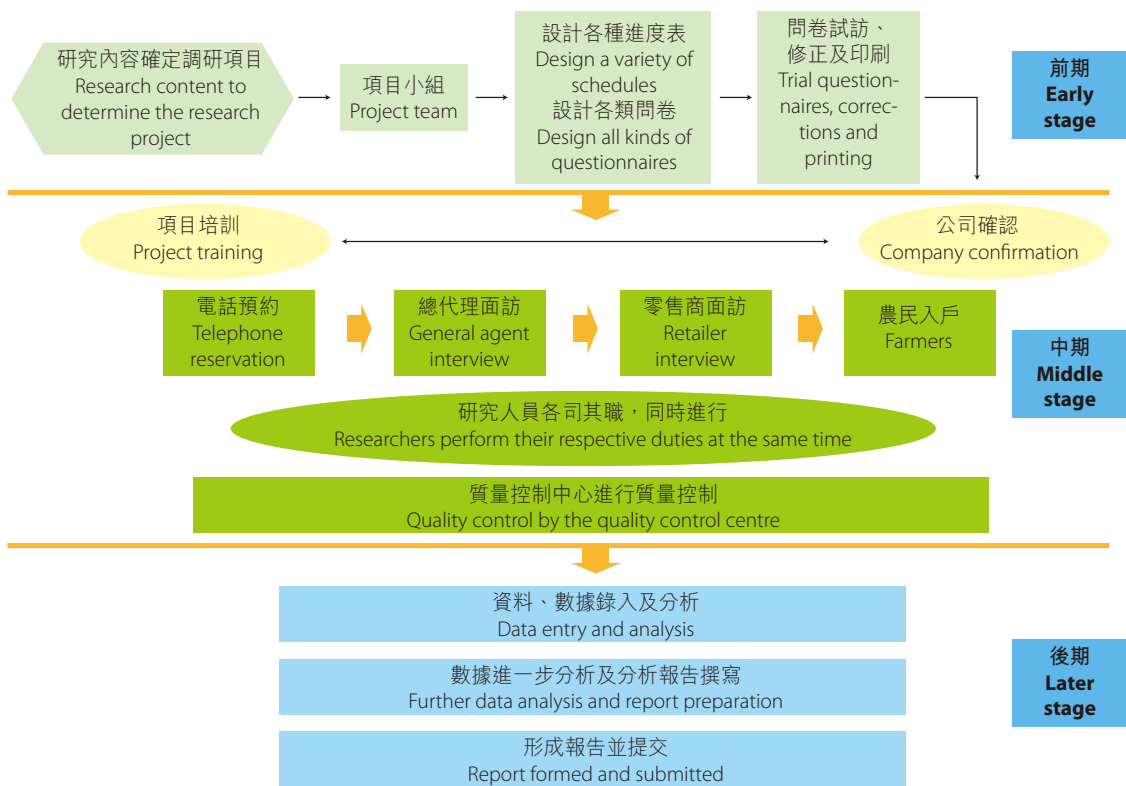 研究內容確定調研項目
Research content to
determine the research
project
項目小組
Project team
設計各種進度表
Design a variety of
schedules
設計各類問卷
Design all kinds of
questionnaires
問卷試訪、
修正及印刷
Trial question-
naires, correc-
tions and
printing
前期
Early
stage
項目培訓
Project training
公司確認
Company confirmation
電話預約
Telephone
reservation
總代理面訪
General agent
interview
零售商面訪
Retailer
interview
農民入戶
Farmers
中期
Middle
stage
研究人員各司其職，同時進行
Researchers perform their respective duties at the same time
質量控制中心進行質量控制
Quality control by the quality control centre
資料、數據錄入及分析
Data entry and analysis
數據進一步分析及分析報告撰寫
Further data analysis and report preparation
形成報告並提交
Report formed and submitted
後期
Later
stage